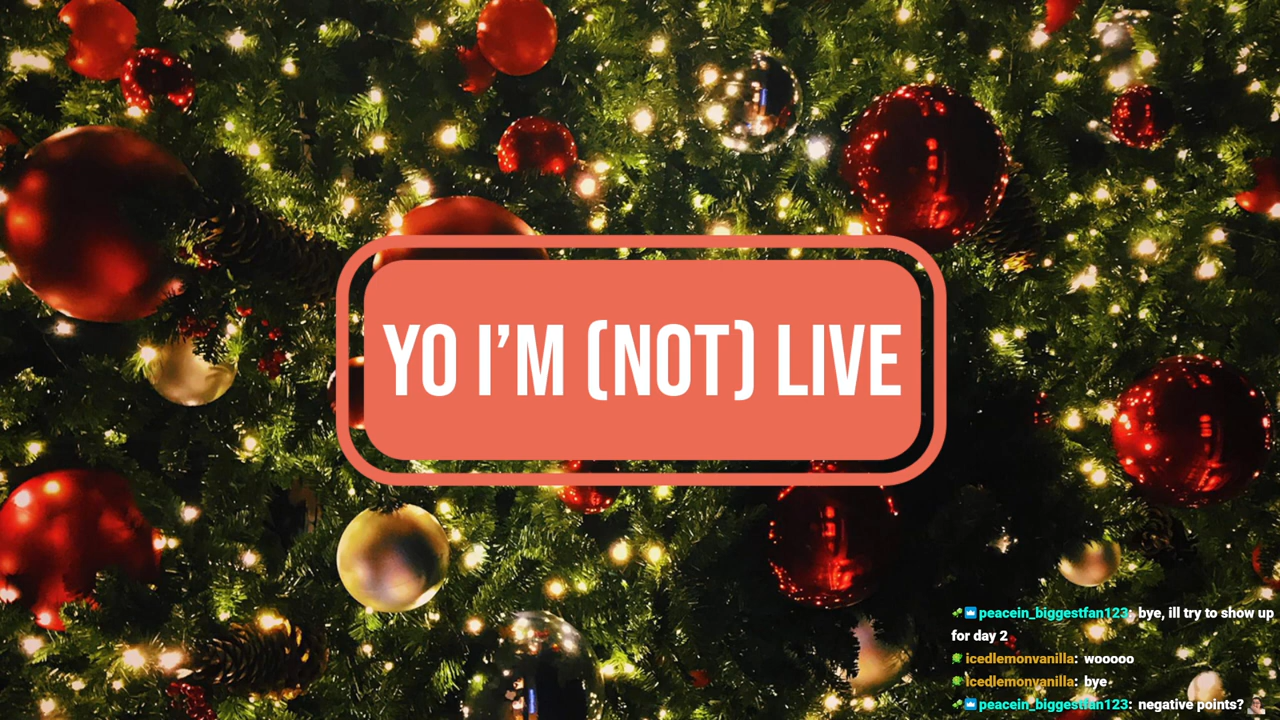 YO I'M (NOT) LIVE
peacein_biggestfan123: bye, ill try to show up
for day 2
icedlemonvanilla: wooooo
icedlemonvanilla: bye
peacein_biggestfan123: negative points?